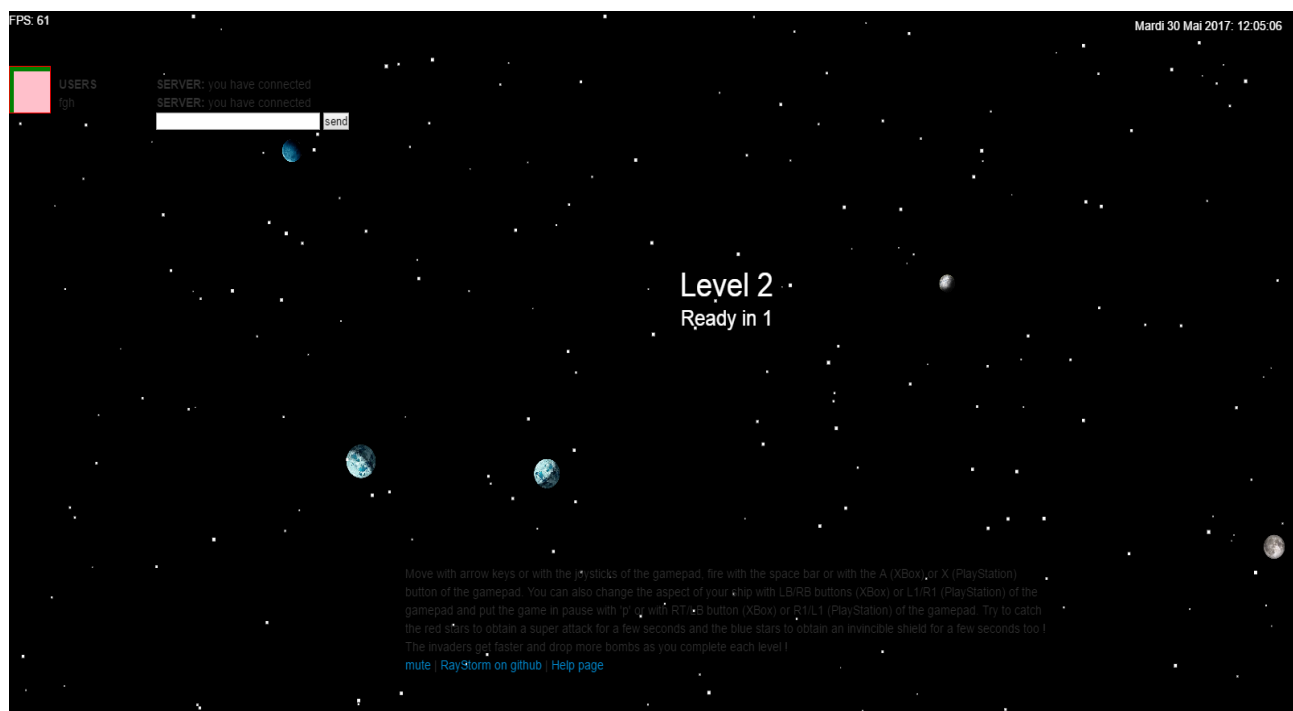 FPS: 61
Mardi 30 Mai 2017: 12:05:06
USERS
fgh
SERVER: you have connected
SERVER: you have connected
send
Level 2
Ready in 1
Move with arrow keys or with the joysticks of the gamepad, fire with the space bar or with the A (XBox) or X (PlayStation)
button of the gamepad. You can also change the aspect of your ship with LB/RB buttons (XBox) or L1/R1 (PlayStation) of the
gamepad and put the game in pause with 'p' or with RT/LB button (XBox) or R1/L1 (PlayStation) of the gamepad. Try to catch
the red stars to obtain a super attack for a few seconds and the blue stars to obtain an invincible shield for a few seconds too !
The invaders get faster and drop more bombs as you complete each level !
mute | RayStorm on github | Help page